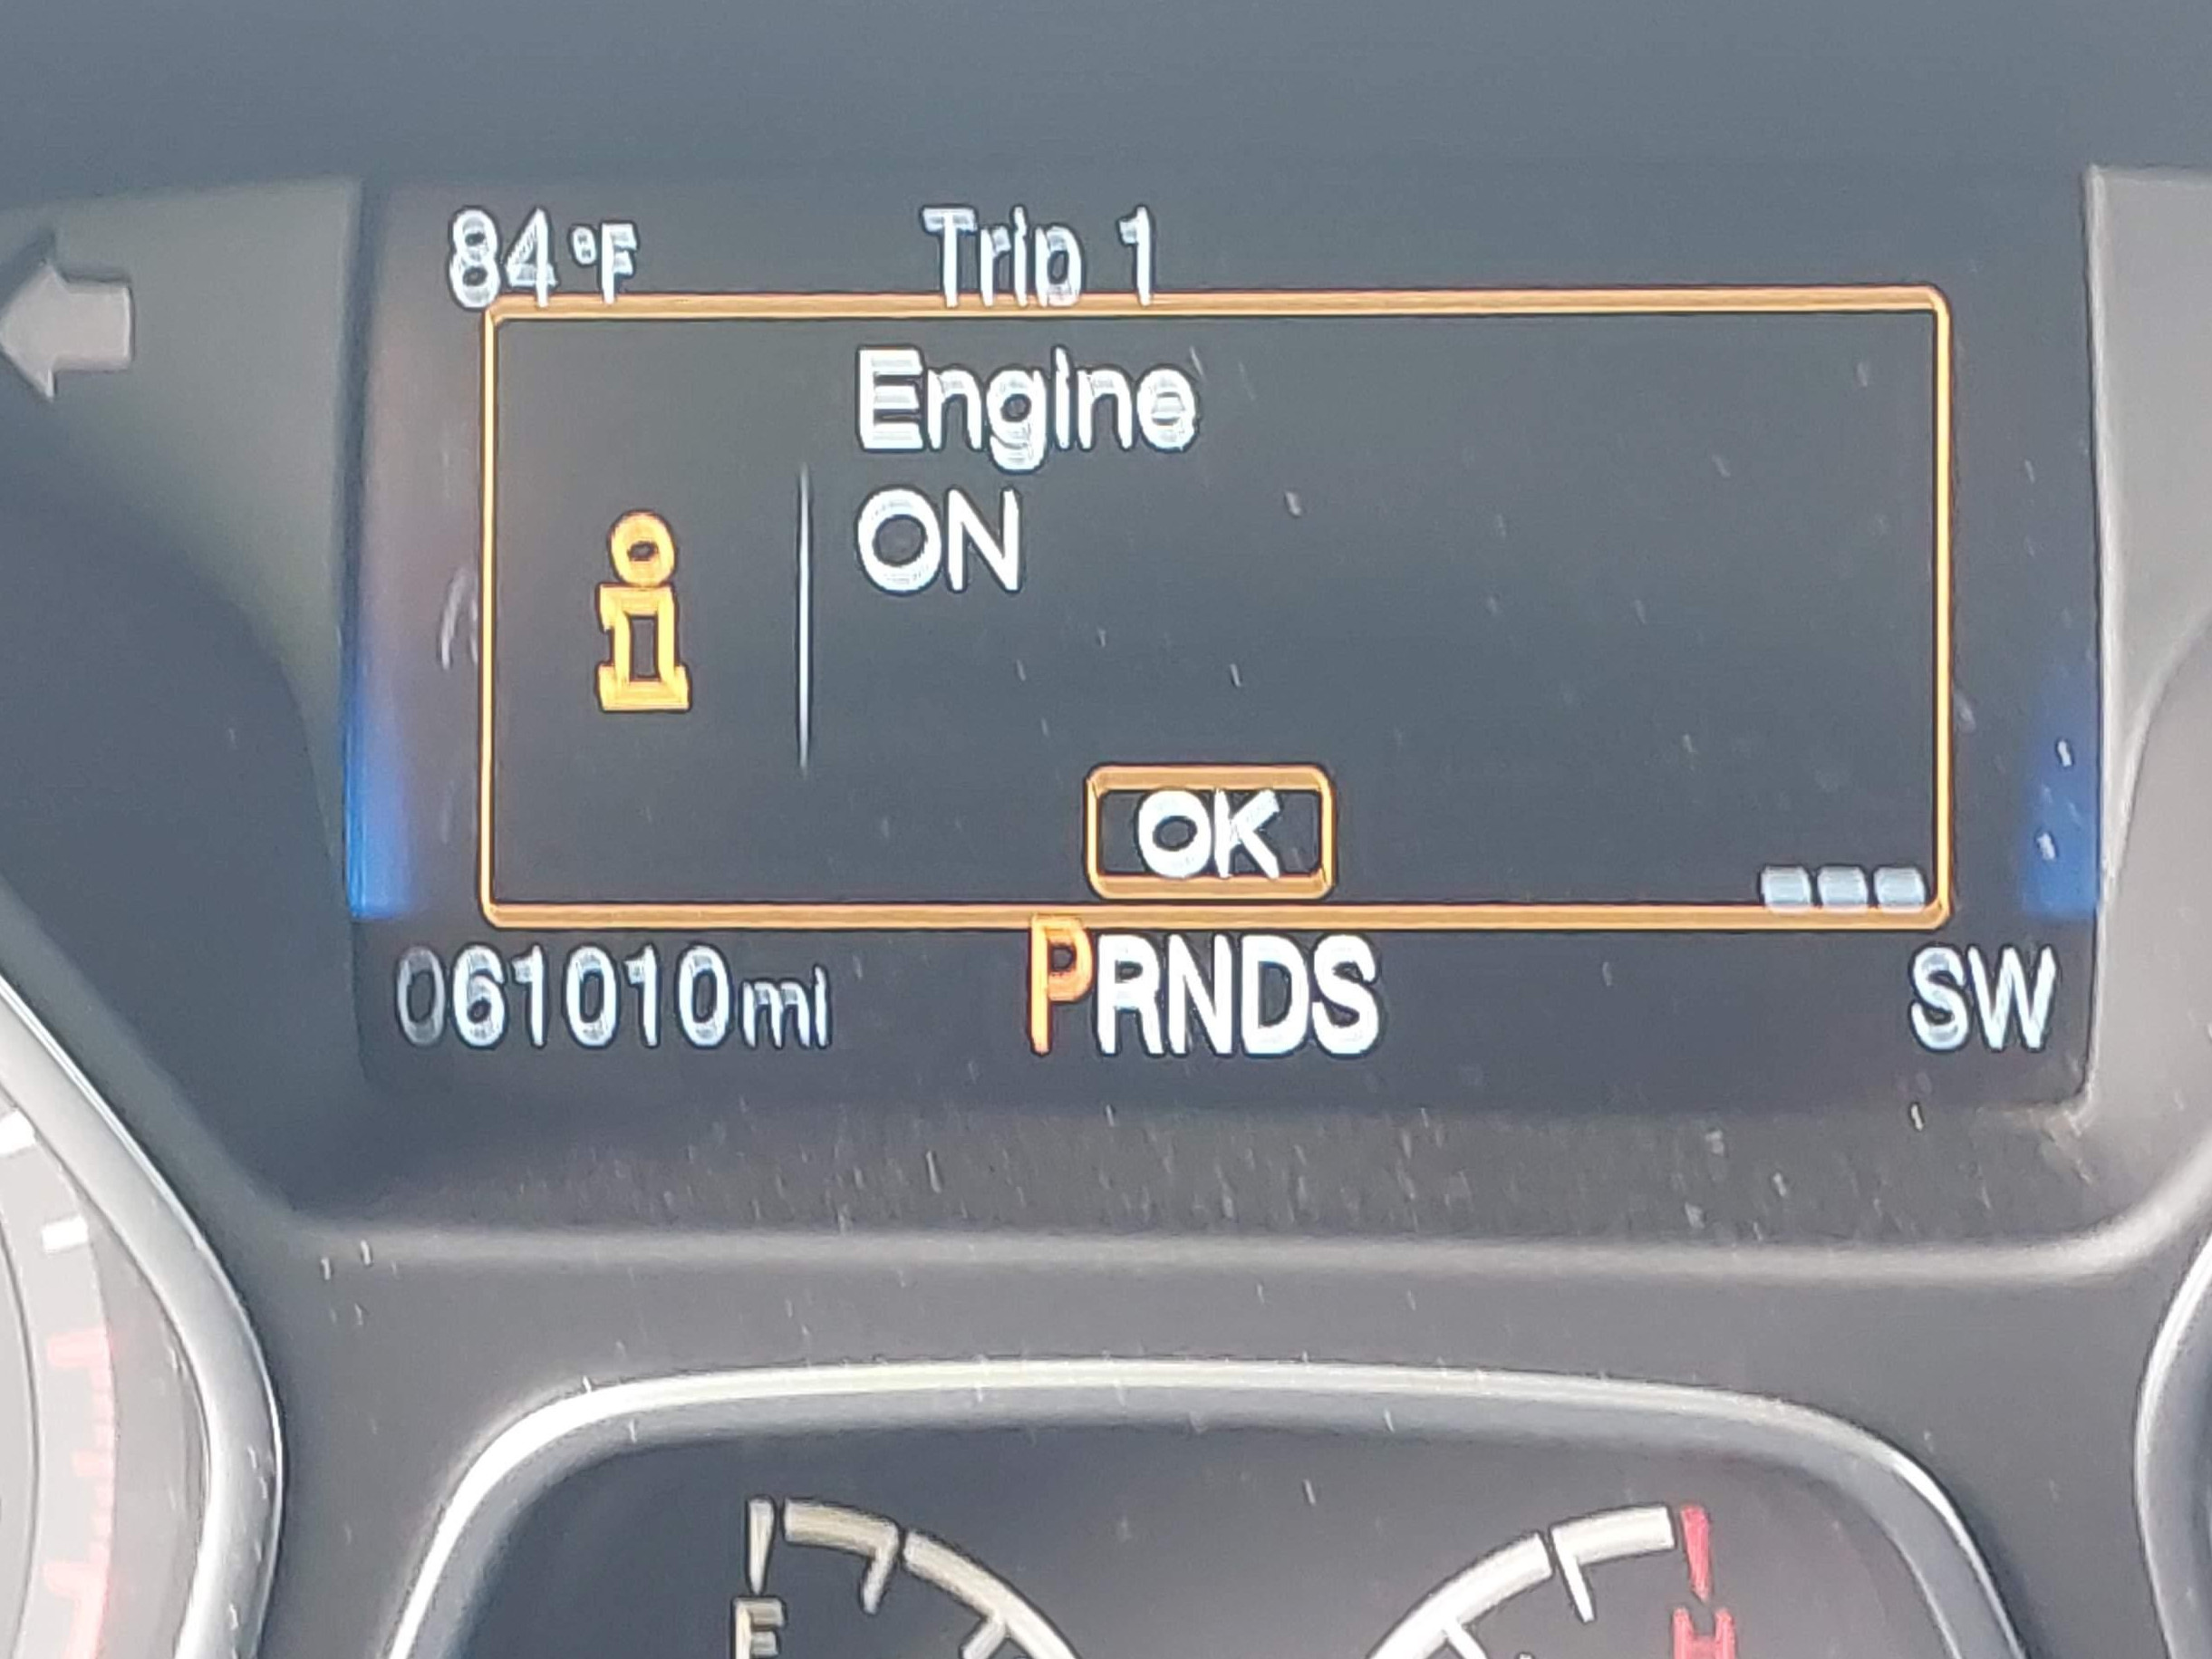 84°F Trip 1
Engine
ON
OK
061010mi PRNDS SW
F H